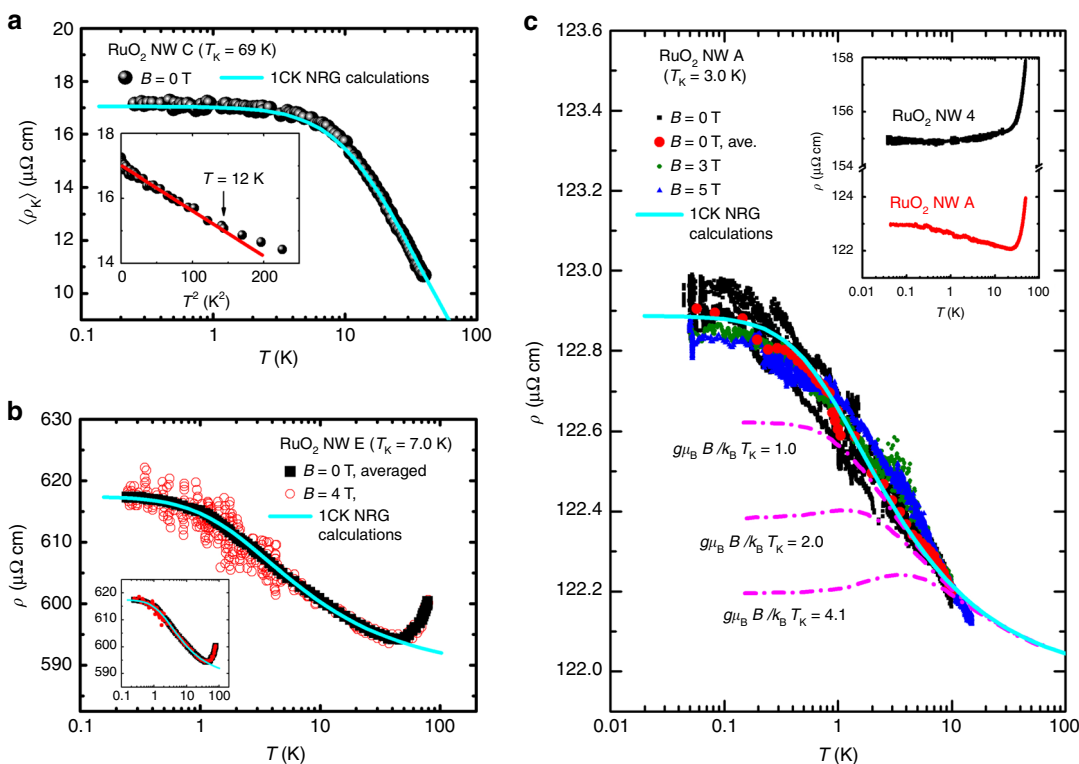 a
RuO2 NW C (TK = 69 K)
B = 0 T
1CK NRG calculations
⟨ρK⟩ (μΩ cm)
20
19
18
17
16
15
14
13
12
11
10
9
18
16
14
T = 12 K
0
100
200
T² (K²)
0.1
1
10
100
T (K)
b
RuO2 NW E (TK = 7.0 K)
B = 0 T, averaged
B = 4 T,
1CK NRG
calculations
ρ (μΩ cm)
630
620
610
600
590
620
610
600
590
0.1
1
10
100
0.1
1
10
100
T (K)
c
RuO2 NW A
(TK = 3.0 K)
B = 0 T
B = 0 T, ave.
B = 3 T
B = 5 T
1CK NRG
calculations
ρ (μΩ cm)
123.6
123.4
123.2
123.0
122.8
122.6
122.4
122.2
122.0
158
156
154
124
122
ρ (μΩ cm)
RuO2 NW 4
RuO2 NW A
0.01
0.1
1
10
100
T (K)
gμB B /kB TK = 1.0
gμB B /kB TK = 2.0
gμB B /kB TK = 4.1
0.01
0.1
1
10
100
T (K)